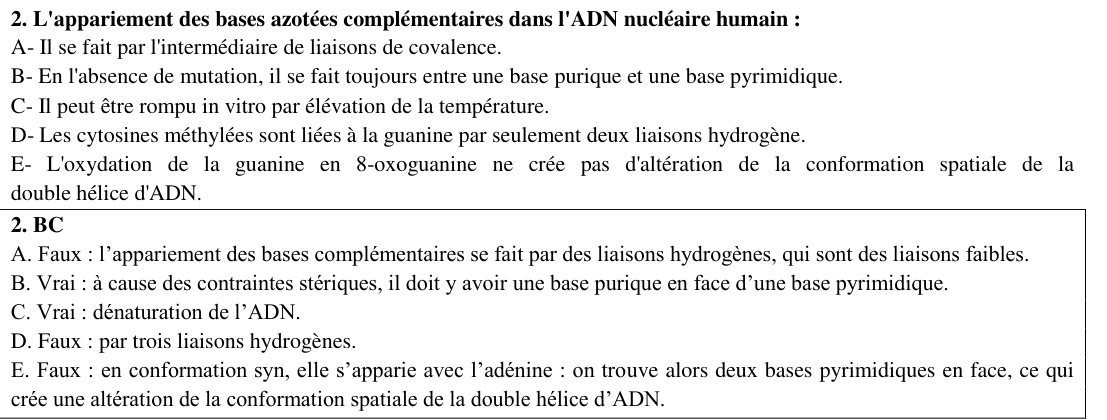 2. L'appariement des bases azotées complémentaires dans l'ADN nucléaire humain :
A- Il se fait par l'intermédiaire de liaisons de covalence.
B- En l'absence de mutation, il se fait toujours entre une base purique et une base pyrimidique.
C- Il peut être rompu in vitro par élévation de la température.
D- Les cytosines méthylées sont liées à la guanine par seulement deux liaisons hydrogène.
E- L'oxydation de la guanine en 8-oxoguanine ne crée pas d'altération de la conformation spatiale de la
double hélice d'ADN.
2. BC
A. Faux : l’appariement des bases complémentaires se fait par des liaisons hydrogènes, qui sont des liaisons faibles.
B. Vrai : à cause des contraintes stériques, il doit y avoir une base purique en face d’une base pyrimidique.
C. Vrai : dénaturation de l’ADN.
D. Faux : par trois liaisons hydrogènes.
E. Faux : en conformation syn, elle s’apparie avec l’adénine : on trouve alors deux bases pyrimidiques en face, ce qui
crée une altération de la conformation spatiale de la double hélice d’ADN.